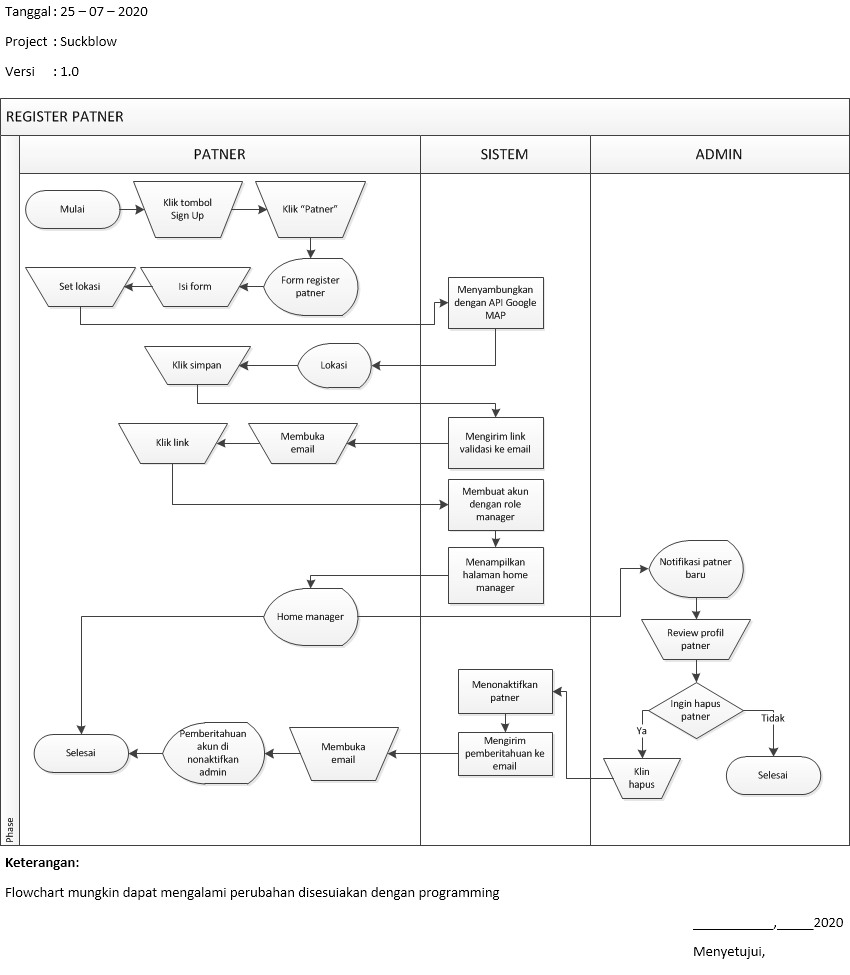 Tanggal : 25 – 07 – 2020
Project : Suckblow
Versi : 1.0
REGISTER PATNER
PATNER
SISTEM
ADMIN
Mulai
Klik tombol
Sign Up
Klik “Patner”
Set lokasi
Isi form
Form register
patner
Menyambungkan
dengan API Google
MAP
Klik simpan
Lokasi
Klik link
Membuka
email
Mengirim link
validasi ke email
Membuat akun
dengan role
manager
Menampilkan
halaman home
manager
Notifikasi patner
baru
Home manager
Review profil
patner
Menonaktifkan
patner
Ingin hapus
patner
Ya
Tidak
Selesai
Pemberitahuan
akun di
nonaktifkan
admin
Membuka
email
Mengirim
pemberitahuan ke
email
Klin
hapus
Selesai
Phase
Keterangan:
Flowchart mungkin dapat mengalami perubahan disesuiakan dengan programming
___________,_____2020
Menyetujui,